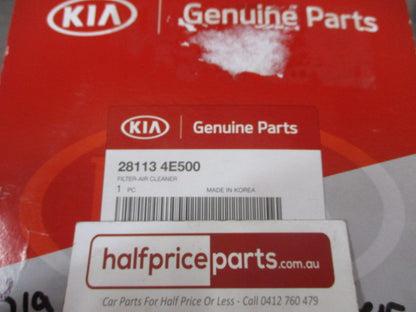 KIA Genuine Parts
KIA Genuine Parts
28113 4E500
FILTER-AIR CLEANER
1 PC MADE IN KOREA
halfpriceparts.com.au
Car Parts For Half Price Or Less - Call 0412 760 479